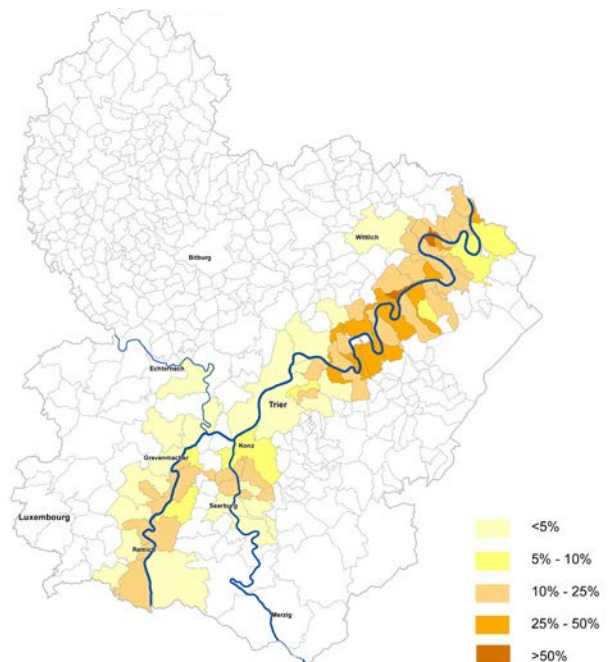 Wittlich
Bitburg
Echternach
Trier
Konz
Grevenmacher
Luxembourg
Saarburg
Remich
Merzig
<5%
5% - 10%
10% - 25%
25% - 50%
>50%